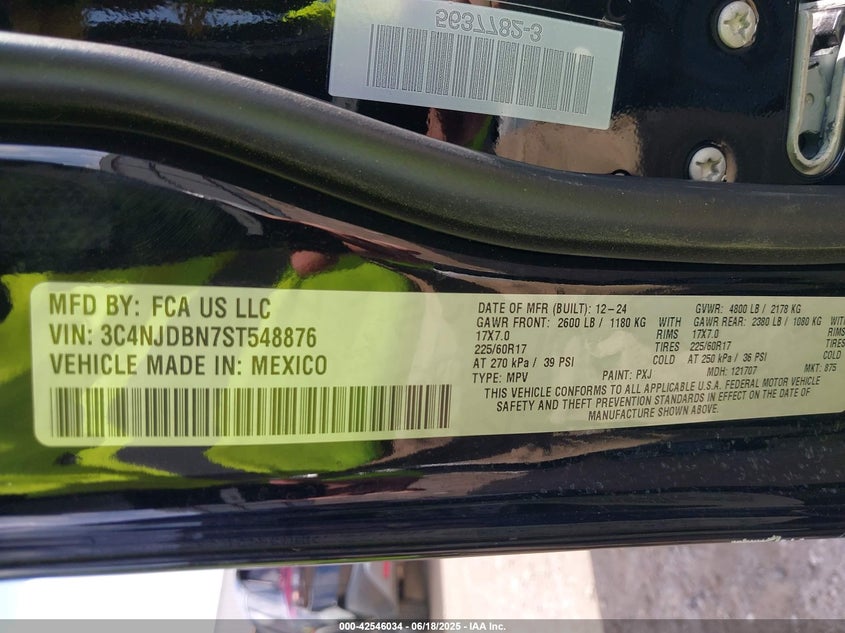 5637782-3
MFD BY: FCA US LLC
VIN: 3C4NJDBN7ST548876
VEHICLE MADE IN: MEXICO
DATE OF MFR (BUILT): 12-24 GVWR: 4800 LB / 2178 KG
GAWR FRONT: 2600 LB / 1180 KG WITH GAWR REAR: 2380 LB / 1080 KG WITH
17X7.0 RIMS 17X7.0 RIMS
225/60R17 TIRES 225/60R17 TIRES
AT 270 kPa / 39 PSI COLD AT 250 kPa / 36 PSI COLD
TYPE: MPV PAINT: PXJ MDH: 121707 MKT: 875
THIS VEHICLE CONFORMS TO ALL APPLICABLE U.S.A. FEDERAL MOTOR VEHICLE
SAFETY AND THEFT PREVENTION STANDARDS IN EFFECT ON THE DATE OF
MANUFACTURE SHOWN ABOVE.
000-42546034 - 06/18/2025 - IAA Inc.